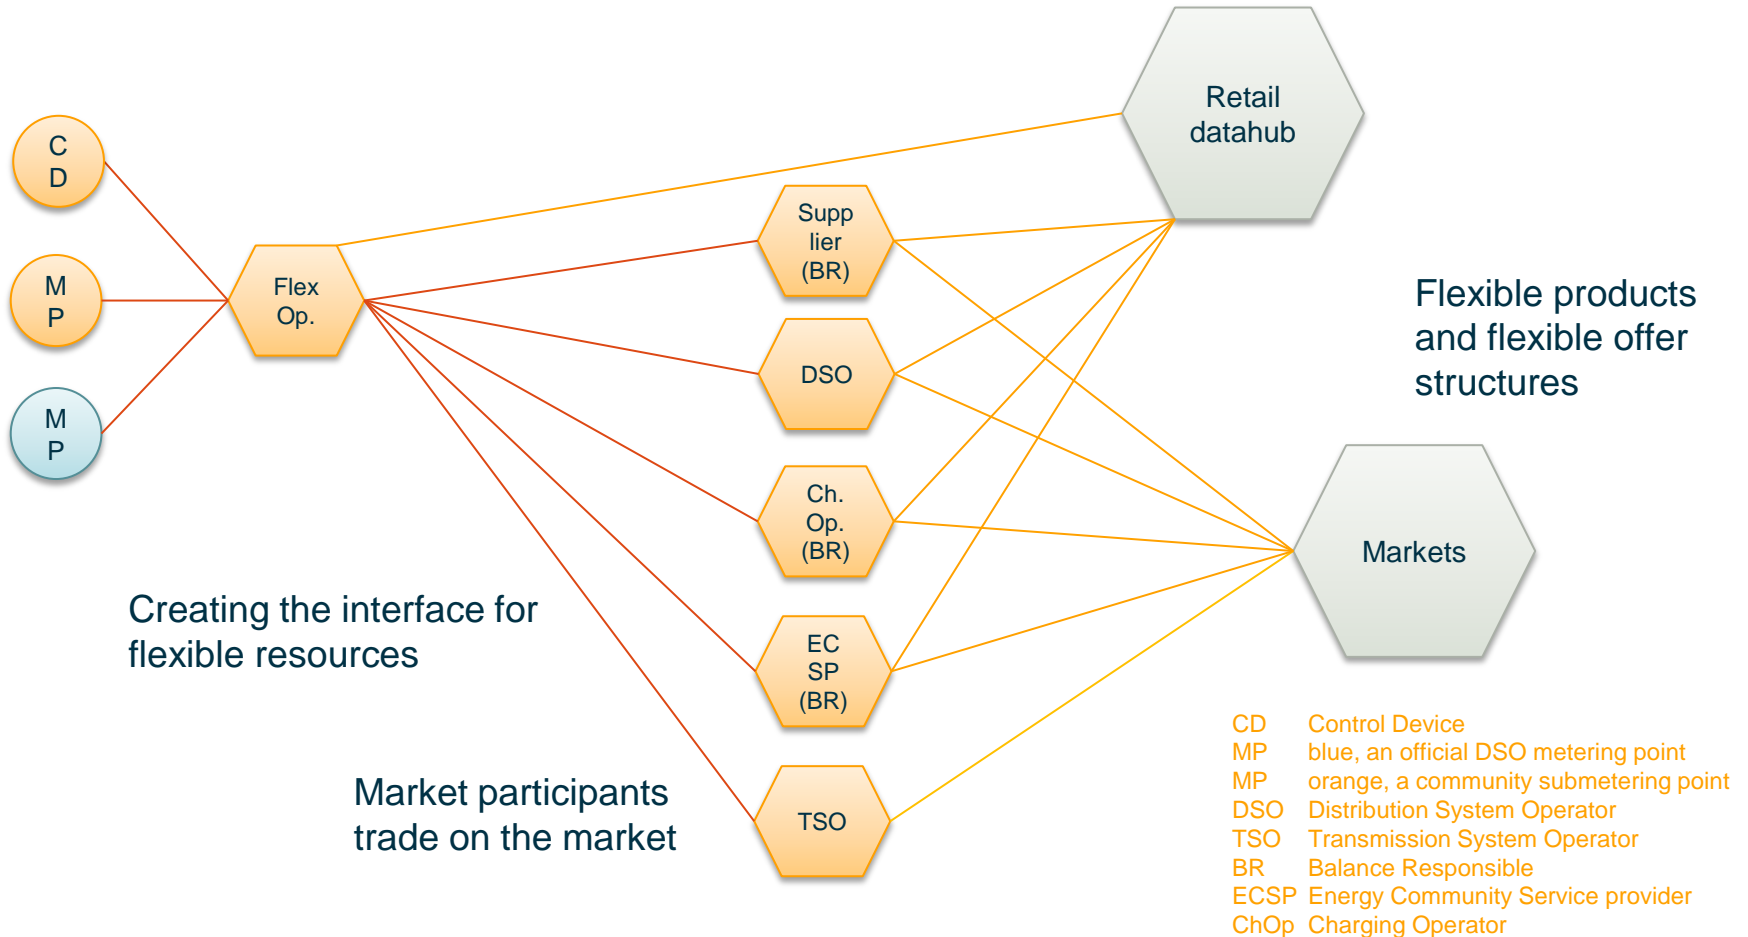 Retail
datahub
C
D
Supp
lier
(BR)
M
P
Flex
Op.
Flexible products
and flexible offer
structures
DSO
M
P
Ch.
Op.
(BR)
Markets
Creating the interface for
flexible resources
EC
SP
(BR)
Market participants
trade on the market
TSO
CD Control Device
MP blue, an official DSO metering point
MP orange, a community submetering point
DSO Distribution System Operator
TSO Transmission System Operator
BR Balance Responsible
ECSP Energy Community Service provider
ChOp Charging Operator